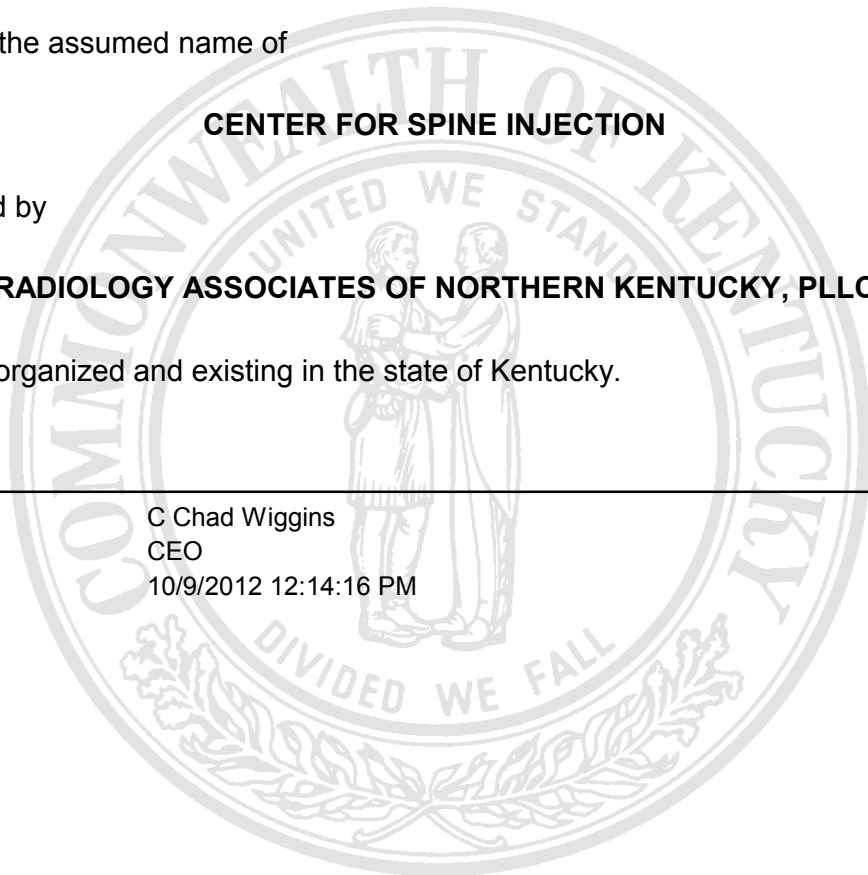 the assumed name of
CENTER FOR SPINE INJECTION
d by
RADIOLOGY ASSOCIATES OF NORTHERN KENTUCKY, PLLC
organized and existing in the state of Kentucky.
C Chad Wiggins
CEO
10/9/2012 12:14:16 PM
COMMONWEALTH OF KENTUCKY
UNITED WE STAND
DIVIDED WE FALL